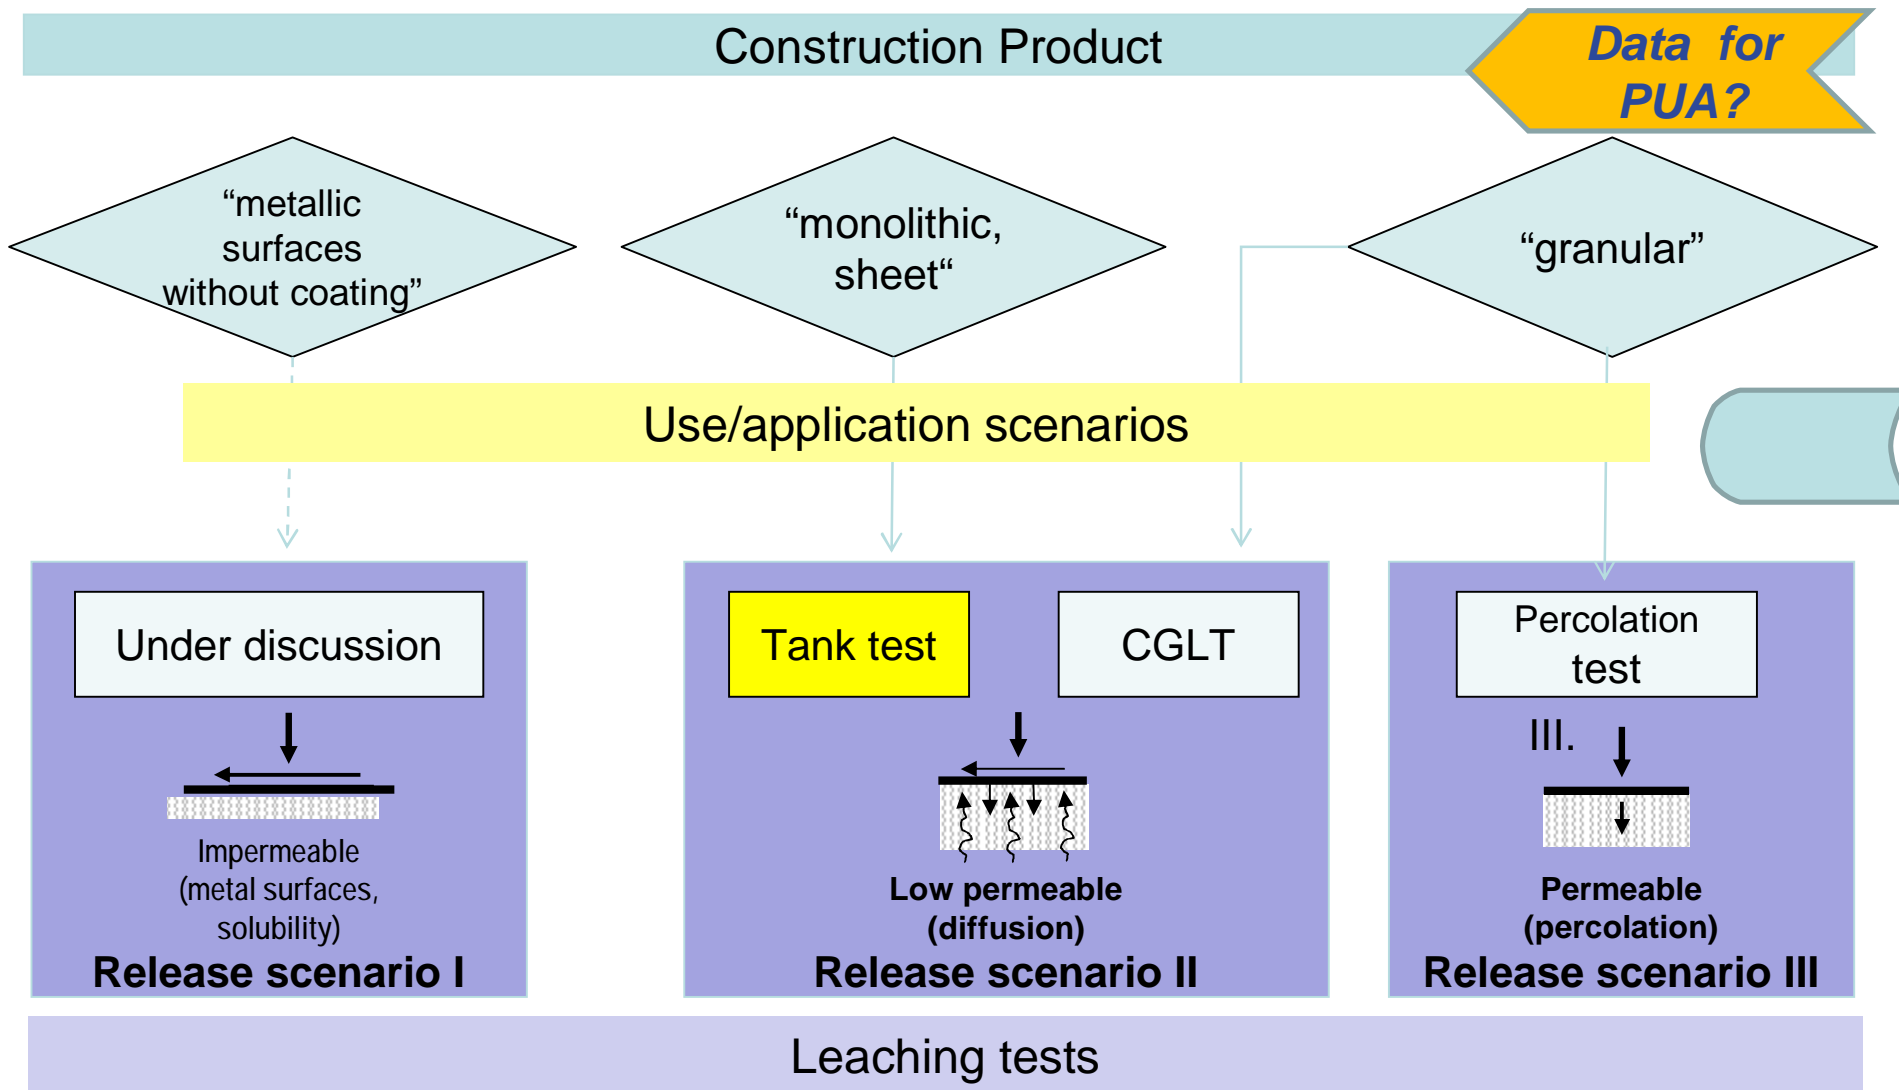 Construction Product
Data for
PUA?
“metallic
surfaces
without coating”
“monolithic,
sheet“
“granular”
Use/application scenarios
Under discussion
Tank test
CGLT
Percolation
test
III.
Impermeable
(metal surfaces,
solubility)
Release scenario I
Low permeable
(diffusion)
Release scenario II
Permeable
(percolation)
Release scenario III
Leaching tests